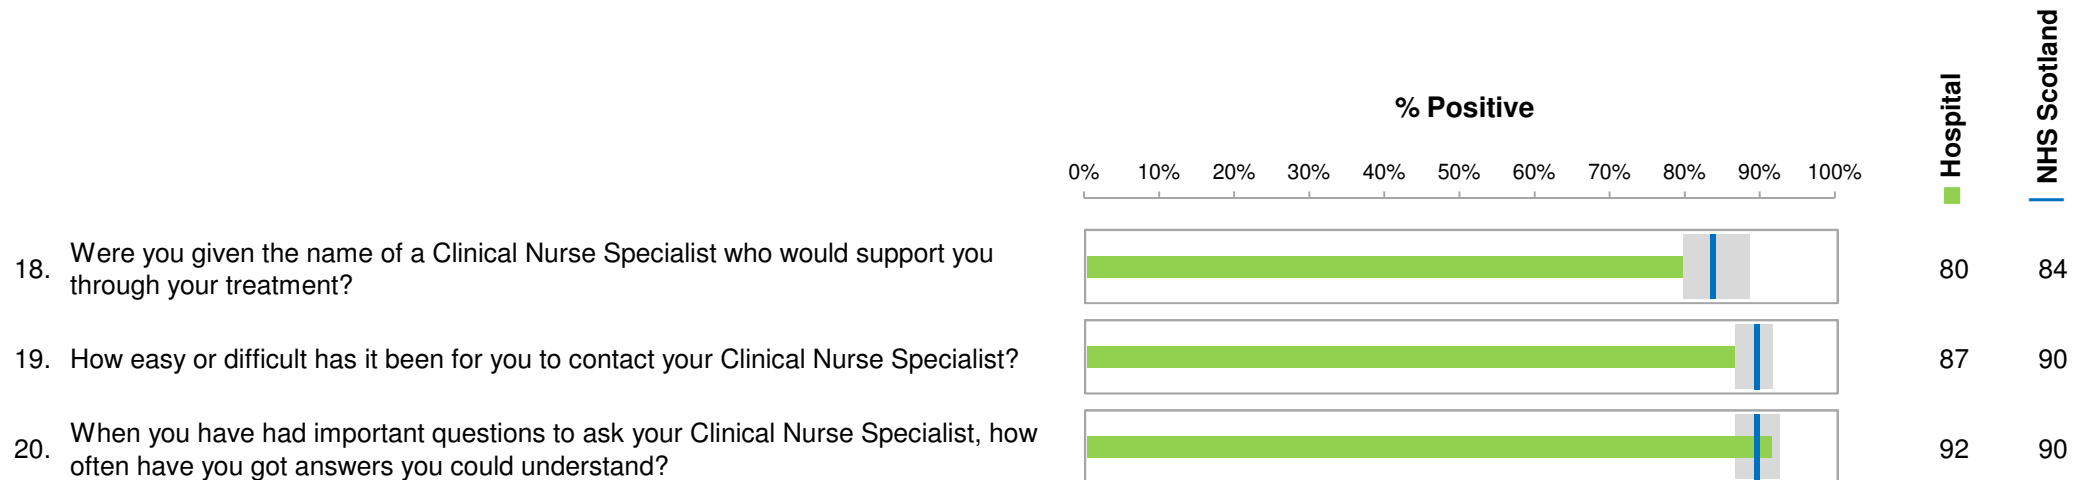 % Positive
Hospital
NHS Scotland
0% 10% 20% 30% 40% 50% 60% 70% 80% 90% 100%
18. Were you given the name of a Clinical Nurse Specialist who would support you
through your treatment?
80 84
19. How easy or difficult has it been for you to contact your Clinical Nurse Specialist?
87 90
20. When you have had important questions to ask your Clinical Nurse Specialist, how
often have you got answers you could understand?
92 90